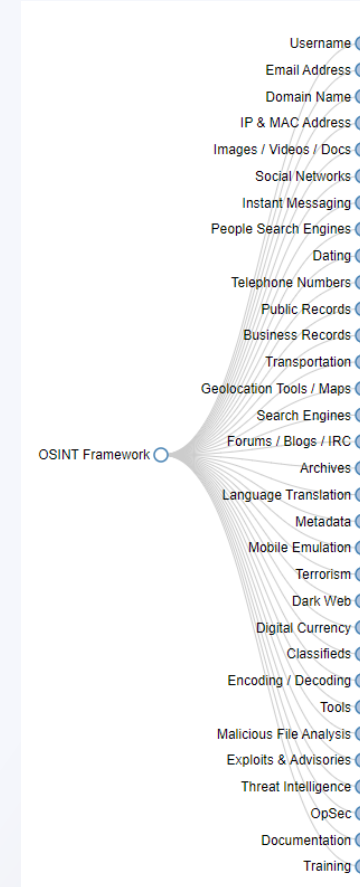 Username
Email Address
Domain Name
IP & MAC Address
Images / Videos / Docs
Social Networks
Instant Messaging
People Search Engines
Dating
Telephone Numbers
Public Records
Business Records
Transportation
Geolocation Tools / Maps
Search Engines
Forums / Blogs / IRC
OSINT Framework
Archives
Language Translation
Metadata
Mobile Emulation
Terrorism
Dark Web
Digital Currency
Classifieds
Encoding / Decoding
Tools
Malicious File Analysis
Exploits & Advisories
Threat Intelligence
OpSec
Documentation
Training